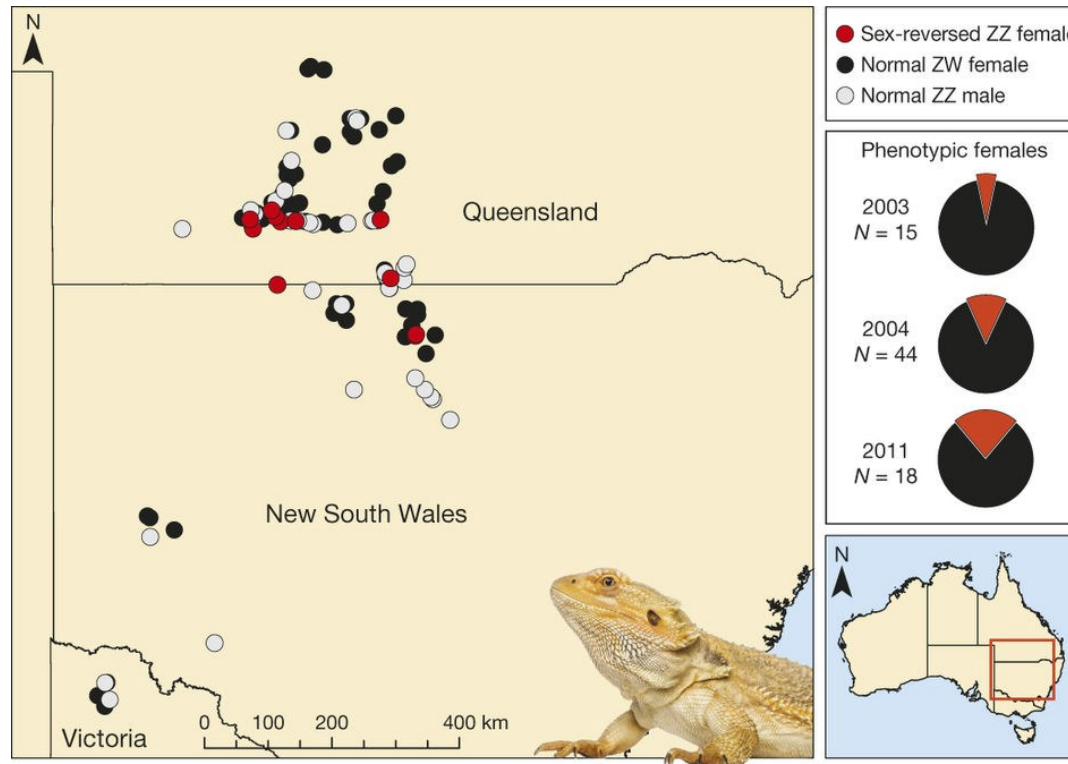 N
Queensland
New South Wales
Victoria
0 100 200 400 km
Sex-reversed ZZ female
Normal ZW female
Normal ZZ male
Phenotypic females
2003
N = 15
2004
N = 44
2011
N = 18
N